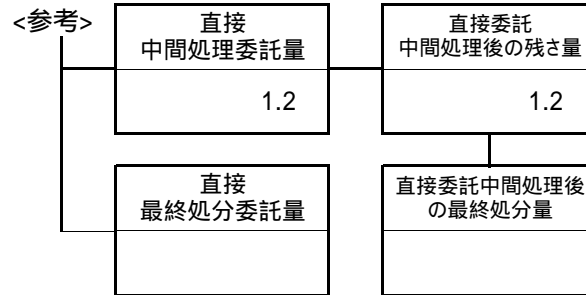 <参考>
直接
中間処理委託量
1.2
直接委託
中間処理後の残さ量
1.2
直接
最終処分委託量
直接委託中間処理後
の最終処分量